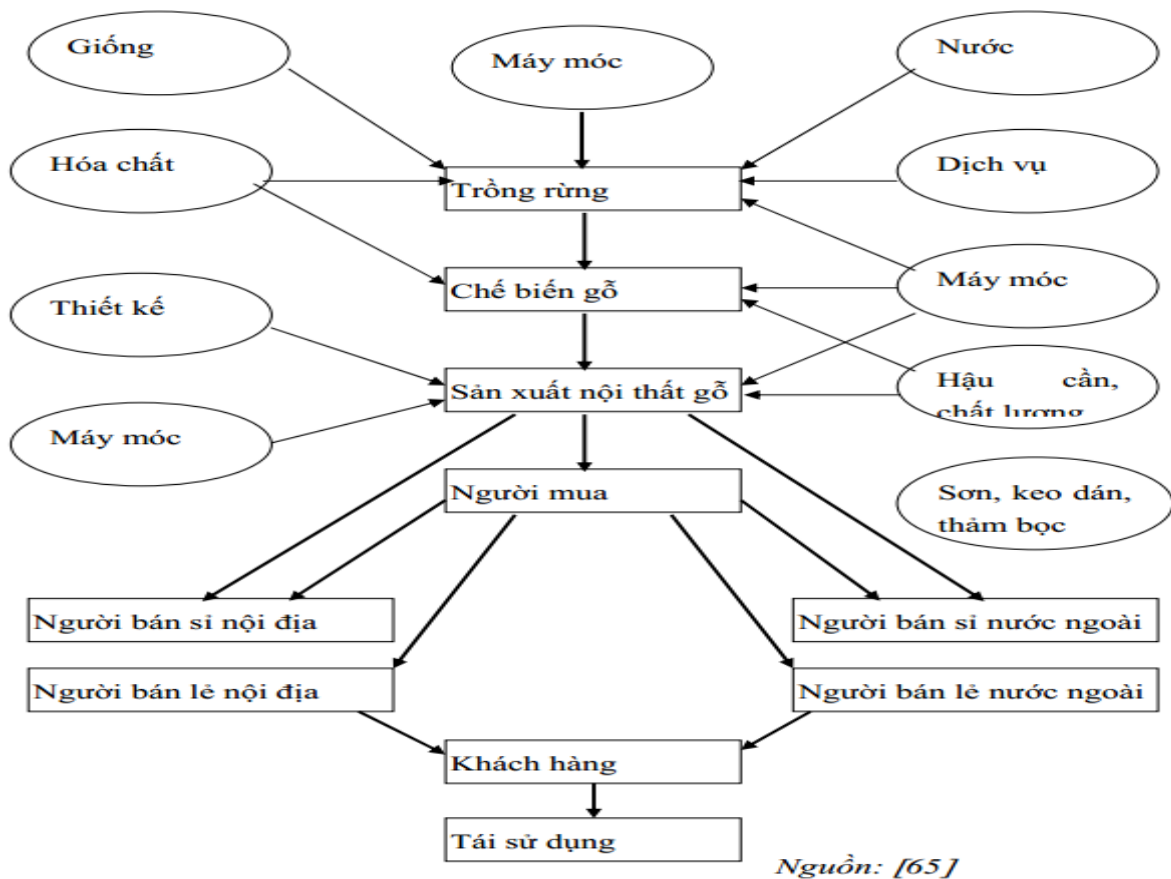 Giống
Máy móc
Nước
Hóa chất
Dịch vụ
Trồng rừng
Máy móc
Chế biến gỗ
Thiết kế
Sản xuất nội thất gỗ
Hậu cần,
chất lượng
Máy móc
Người mua
Sơn, keo dán,
thảm bọc
Người bán sỉ nội địa
Người bán sỉ nước ngoài
Người bán lẻ nội địa
Người bán lẻ nước ngoài
Khách hàng
Tái sử dụng
Nguồn: [65]